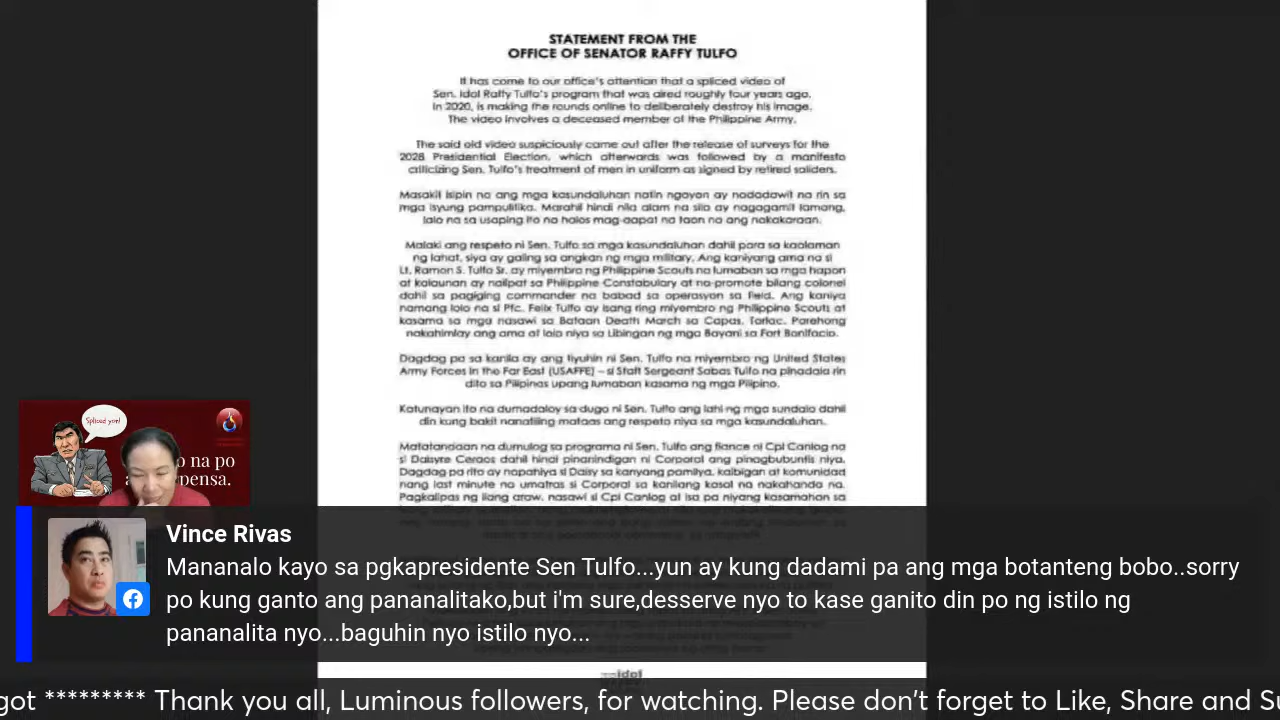 STATEMENT FROM THE
OFFICE OF SENATOR RAFFY TULFO
It has come to our office's attention that a spliced video of
Sen. Idol Raffy Tulfo's program that was aired roughly four years ago,
in 2020, is making the rounds online to deliberately destroy his image.
The video involves a deceased member of the Philippine Army.
The said old video suspiciously came out after the release of surveys for the
2028 Presidential Election, which afterwards was followed by a manifesto
criticizing Sen. Tulfo's treatment of men in uniform as signed by retired soldiers.
Masakit isipin na ang mga kasundaluhan natin ngayon ay nadadawit na rin sa
mga isyung pampulitika. Marahil hindi nila alam na sila ay nagagamit lamang,
lalo na sa usaping ito na halos mag-aapat na taon na ang nakakaraan.
Malaki ang respeto ni Sen. Tulfo sa mga kasundaluhan dahil para sa kaalaman
ng lahat, siya ay galing sa angkan ng mga military. Ang kaniyang ama na si
Lt. Ramon S. Tulfo Sr. ay miyembro ng Philippine Scouts na lumaban sa mga hapon
at kalaunan ay nailipat sa Philippine Constabulary at na-promote bilang colonel
dahil sa pagiging commander na babad sa operasyon sa field. Ang kaniya
namang lolo na si Pfc. Felix Tulfo ay isang ring miyembro ng Philippine Scouts at
kasama sa mga nasawi sa Bataan Death March sa Capas, Tarlac. Parehong
nakahimlay ang ama at lolo niya sa Libingan ng mga Bayani sa Fort Bonifacio.
Dagdag pa sa kanila ay ang tiyuhin ni Sen. Tulfo na miyembro ng United States
Army Forces in the Far East (USAFFE) – si Staff Sergeant Sabas Tulfo na pinadala rin
dito sa Pilipinas upang lumaban kasama ng mga Pilipino.
Katunayan ito na dumadaloy sa dugo ni Sen. Tulfo ang lahi ng mga sundalo dahil
din kung bakit nanatiling mataas ang respeto niya sa mga kasundaluhan.
Matatandaan na dumulog sa programa ni Sen. Tulfo ang fiance ni Cpl Canlog na
si Daisyre Ceraos dahil hindi pinanindigan ni Corporal ang pinagbubuntis niya.
Dagdag pa rito ay napahiya si Daisy sa kanyang pamilya, kaibigan at komunidad
nang last minute na umatras si Corporal sa kanilang kasal na nakahanda na.
Pagkalipas ng ilang araw, nasawi si Cpl Canlog at isa pa niyang kasamahan sa
Spliced yan!
o na po
pensa.
Vince Rivas
Mananalo kayo sa pgkapresidente Sen Tulfo...yun ay kung dadami pa ang mga botanteng bobo..sorry
po kung ganto ang pananalitako,but i'm sure,desserve nyo to kase ganito din po ng istilo ng
pananalita nyo...baguhin nyo istilo nyo...
idol
got ********* Thank you all, Luminous followers, for watching. Please don't forget to Like, Share and Su